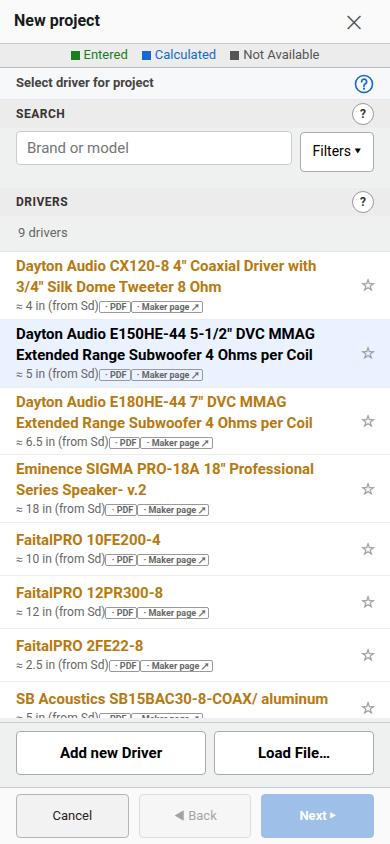 New project
Entered Calculated Not Available
Select driver for project
?
SEARCH
?
Brand or model
Filters ▾
DRIVERS
?
9 drivers
Dayton Audio CX120-8 4" Coaxial Driver with
3/4" Silk Dome Tweeter 8 Ohm
≈ 4 in (from Sd) · PDF · Maker page ↗
Dayton Audio E150HE-44 5-1/2" DVC MMAG
Extended Range Subwoofer 4 Ohms per Coil
≈ 5 in (from Sd) · PDF · Maker page ↗
Dayton Audio E180HE-44 7" DVC MMAG
Extended Range Subwoofer 4 Ohms per Coil
≈ 6.5 in (from Sd) · PDF · Maker page ↗
Eminence SIGMA PRO-18A 18" Professional
Series Speaker- v.2
≈ 18 in (from Sd) · PDF · Maker page ↗
FaitalPRO 10FE200-4
≈ 10 in (from Sd) · PDF · Maker page ↗
FaitalPRO 12PR300-8
≈ 12 in (from Sd) · PDF · Maker page ↗
FaitalPRO 2FE22-8
≈ 2.5 in (from Sd) · PDF · Maker page ↗
SB Acoustics SB15BAC30-8-COAX/ aluminum
≈ 5 in (from Sd) · PDF · Maker page ↗
Add new Driver
Load File...
Cancel
◀ Back
Next ▸